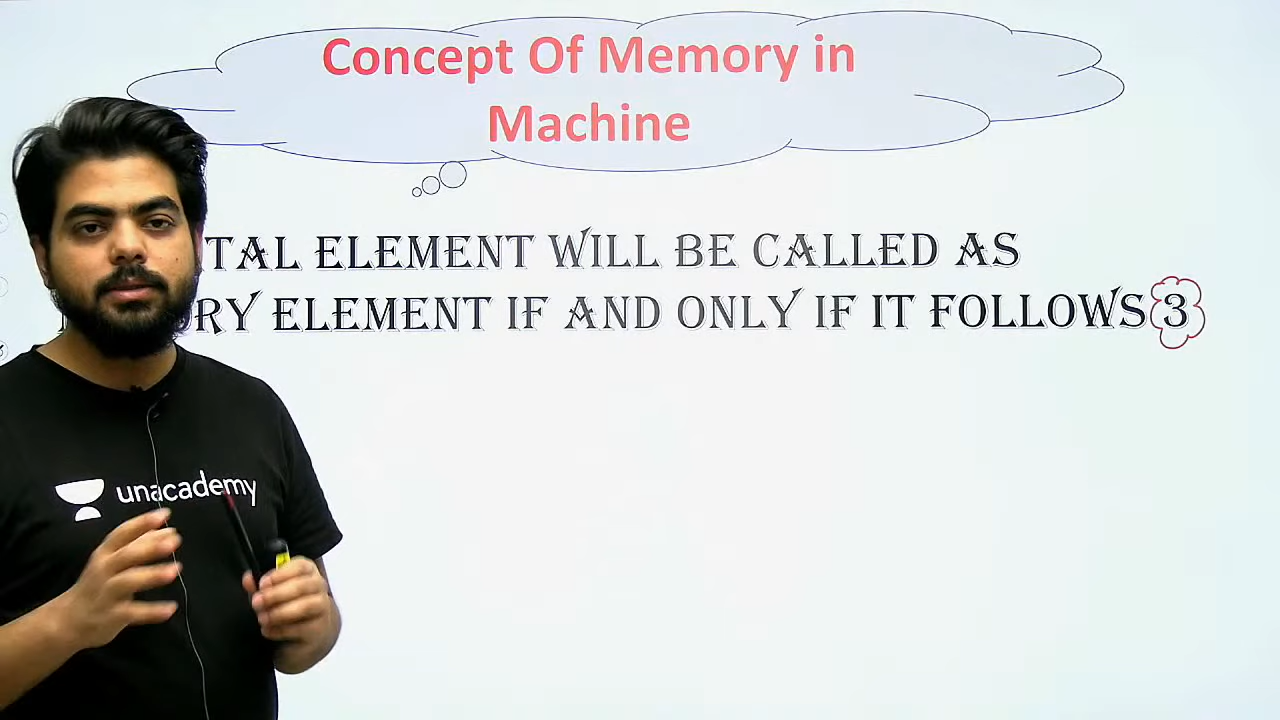 Concept Of Memory in
Machine
TAL ELEMENT WILL BE CALLED AS
RY ELEMENT IF AND ONLY IF IT FOLLOWS 3
unacademy